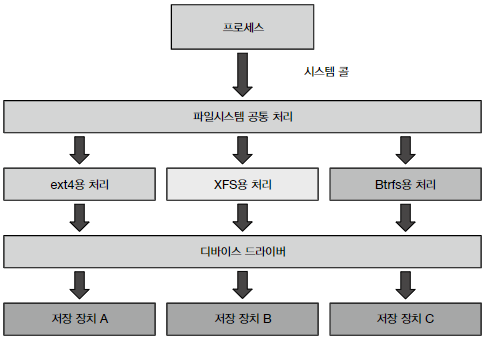 프로세스
시스템 콜
파일시스템 공통 처리
ext4용 처리
XFS용 처리
Btrfs용 처리
디바이스 드라이버
저장 장치 A
저장 장치 B
저장 장치 C